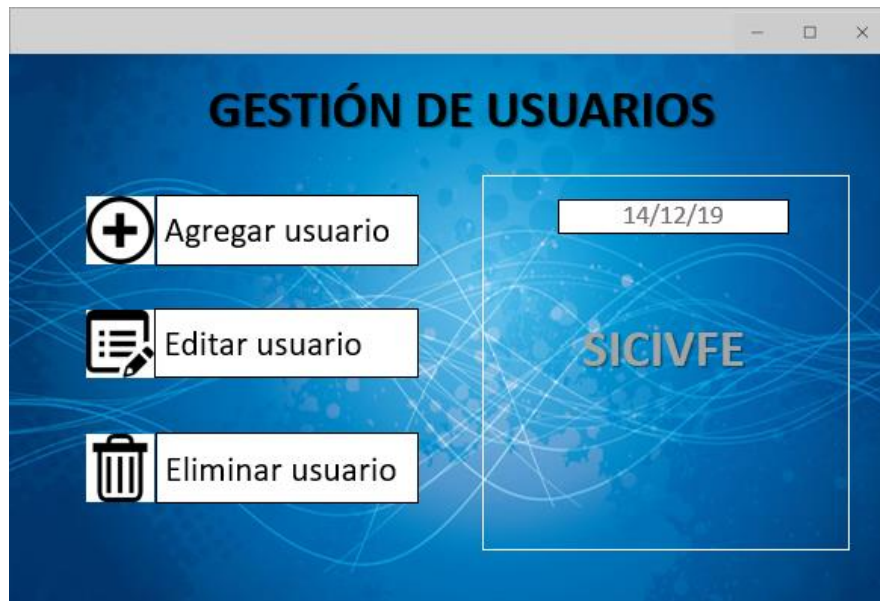 GESTIÓN DE USUARIOS
Agregar usuario
Editar usuario
Eliminar usuario
14/12/19
SICIVFE